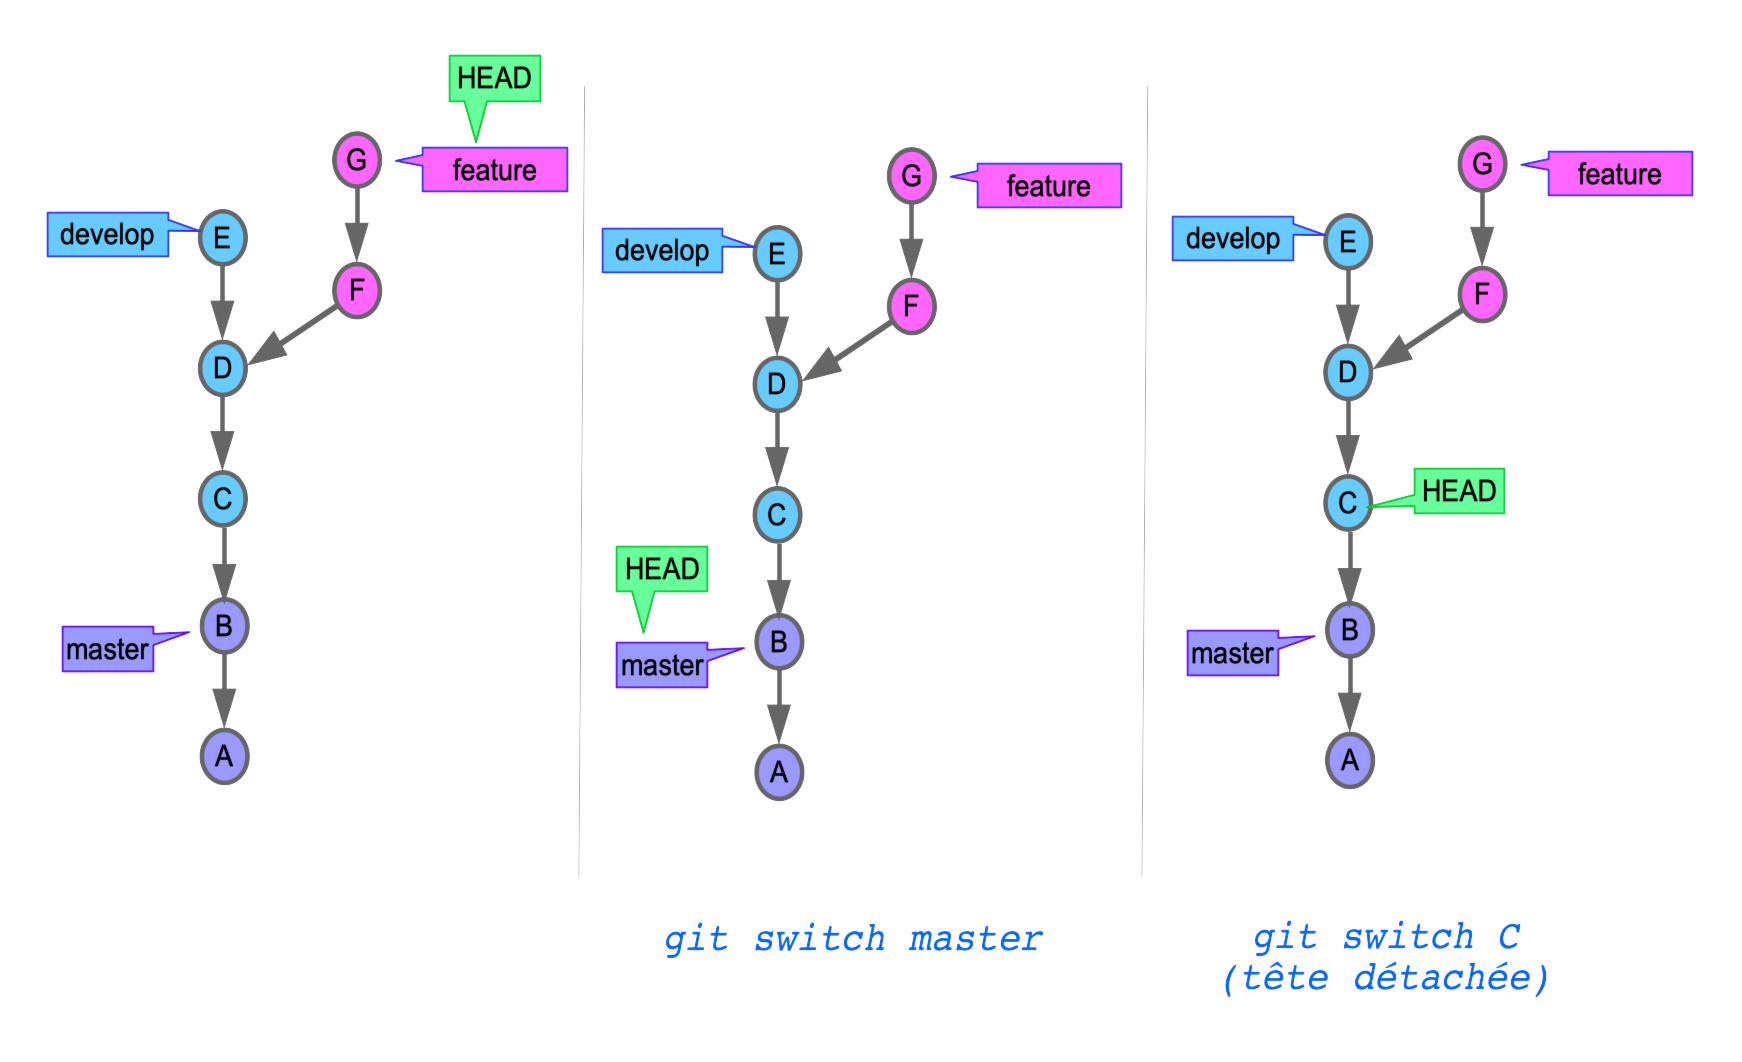 HEAD
G
feature
develop
E
F
D
C
B
master
A
G
feature
develop
E
F
D
C
HEAD
B
master
A
git switch master
G
feature
develop
E
F
D
C
HEAD
B
master
A
git switch C
(tête détachée)